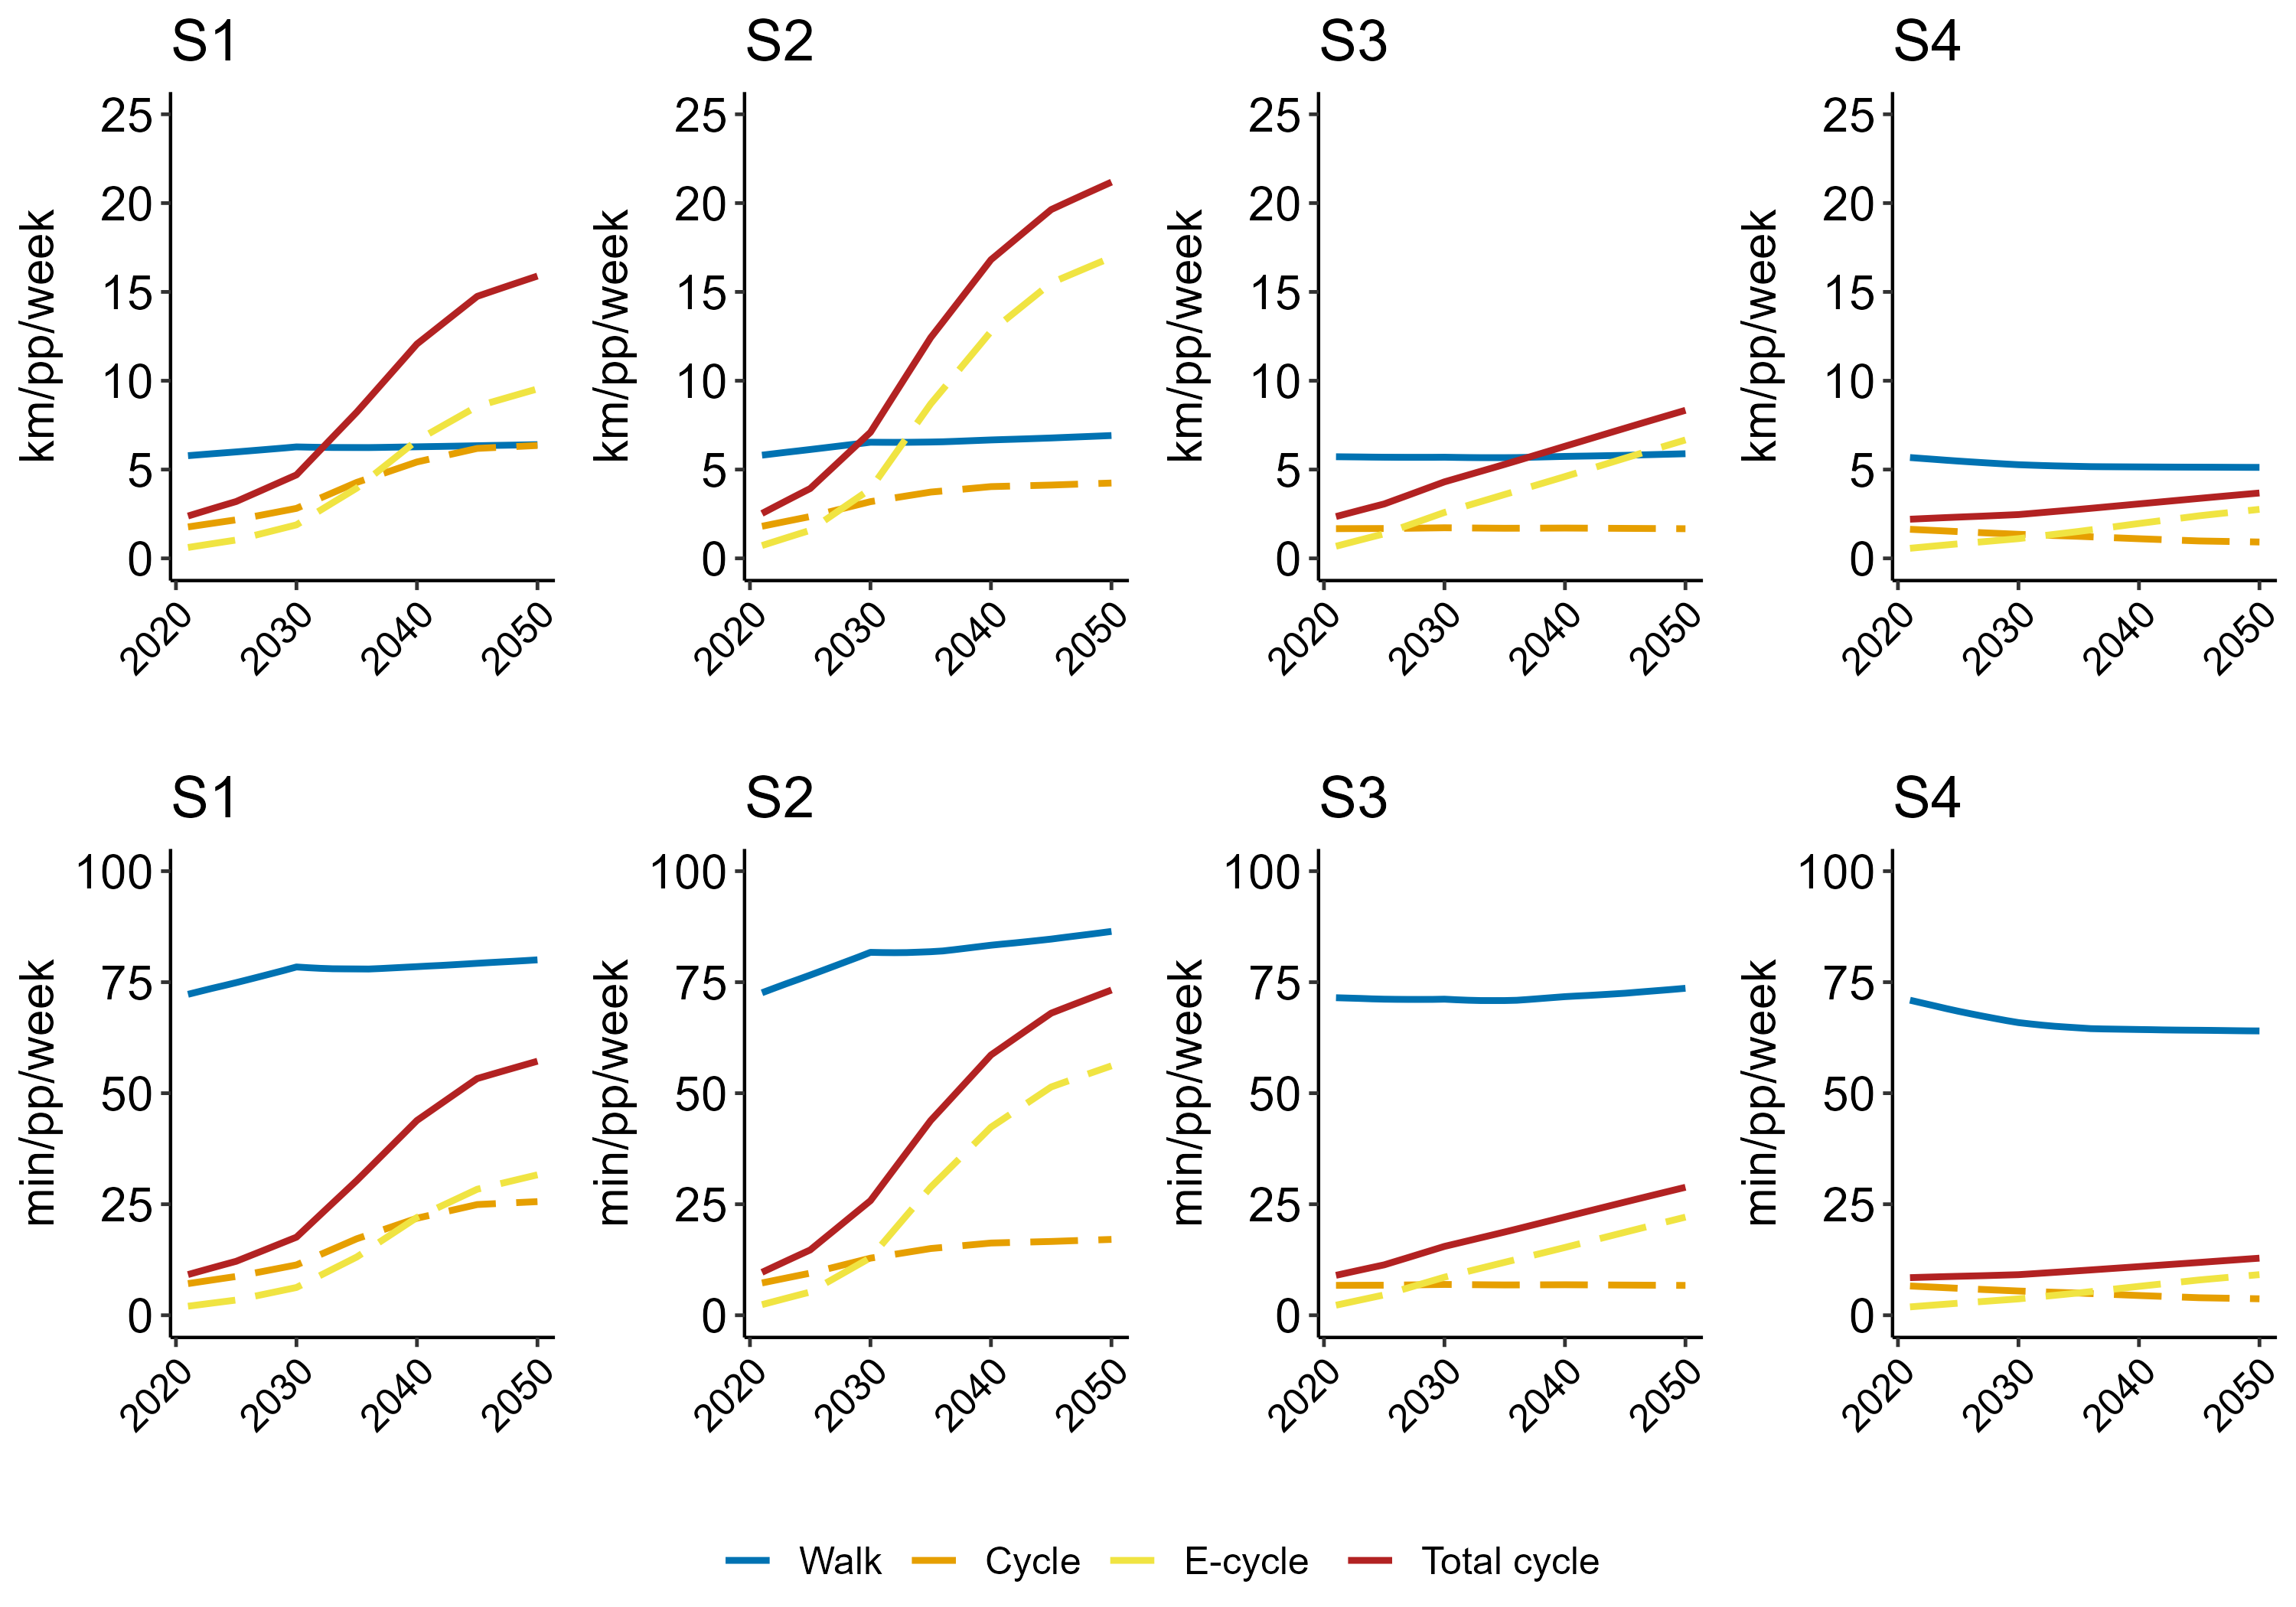 S1 S2 S3 S4
km/pp/week km/pp/week km/pp/week km/pp/week
25 25 25 25
20 20 20 20
15 15 15 15
10 10 10 10
5 5 5 5
0 0 0 0
2020 2030 2040 2050 2020 2030 2040 2050 2020 2030 2040 2050 2020 2030 2040 2050
S1 S2 S3 S4
min/pp/week min/pp/week min/pp/week min/pp/week
100 100 100 100
75 75 75 75
50 50 50 50
25 25 25 25
0 0 0 0
2020 2030 2040 2050 2020 2030 2040 2050 2020 2030 2040 2050 2020 2030 2040 2050
Walk Cycle E-cycle Total cycle